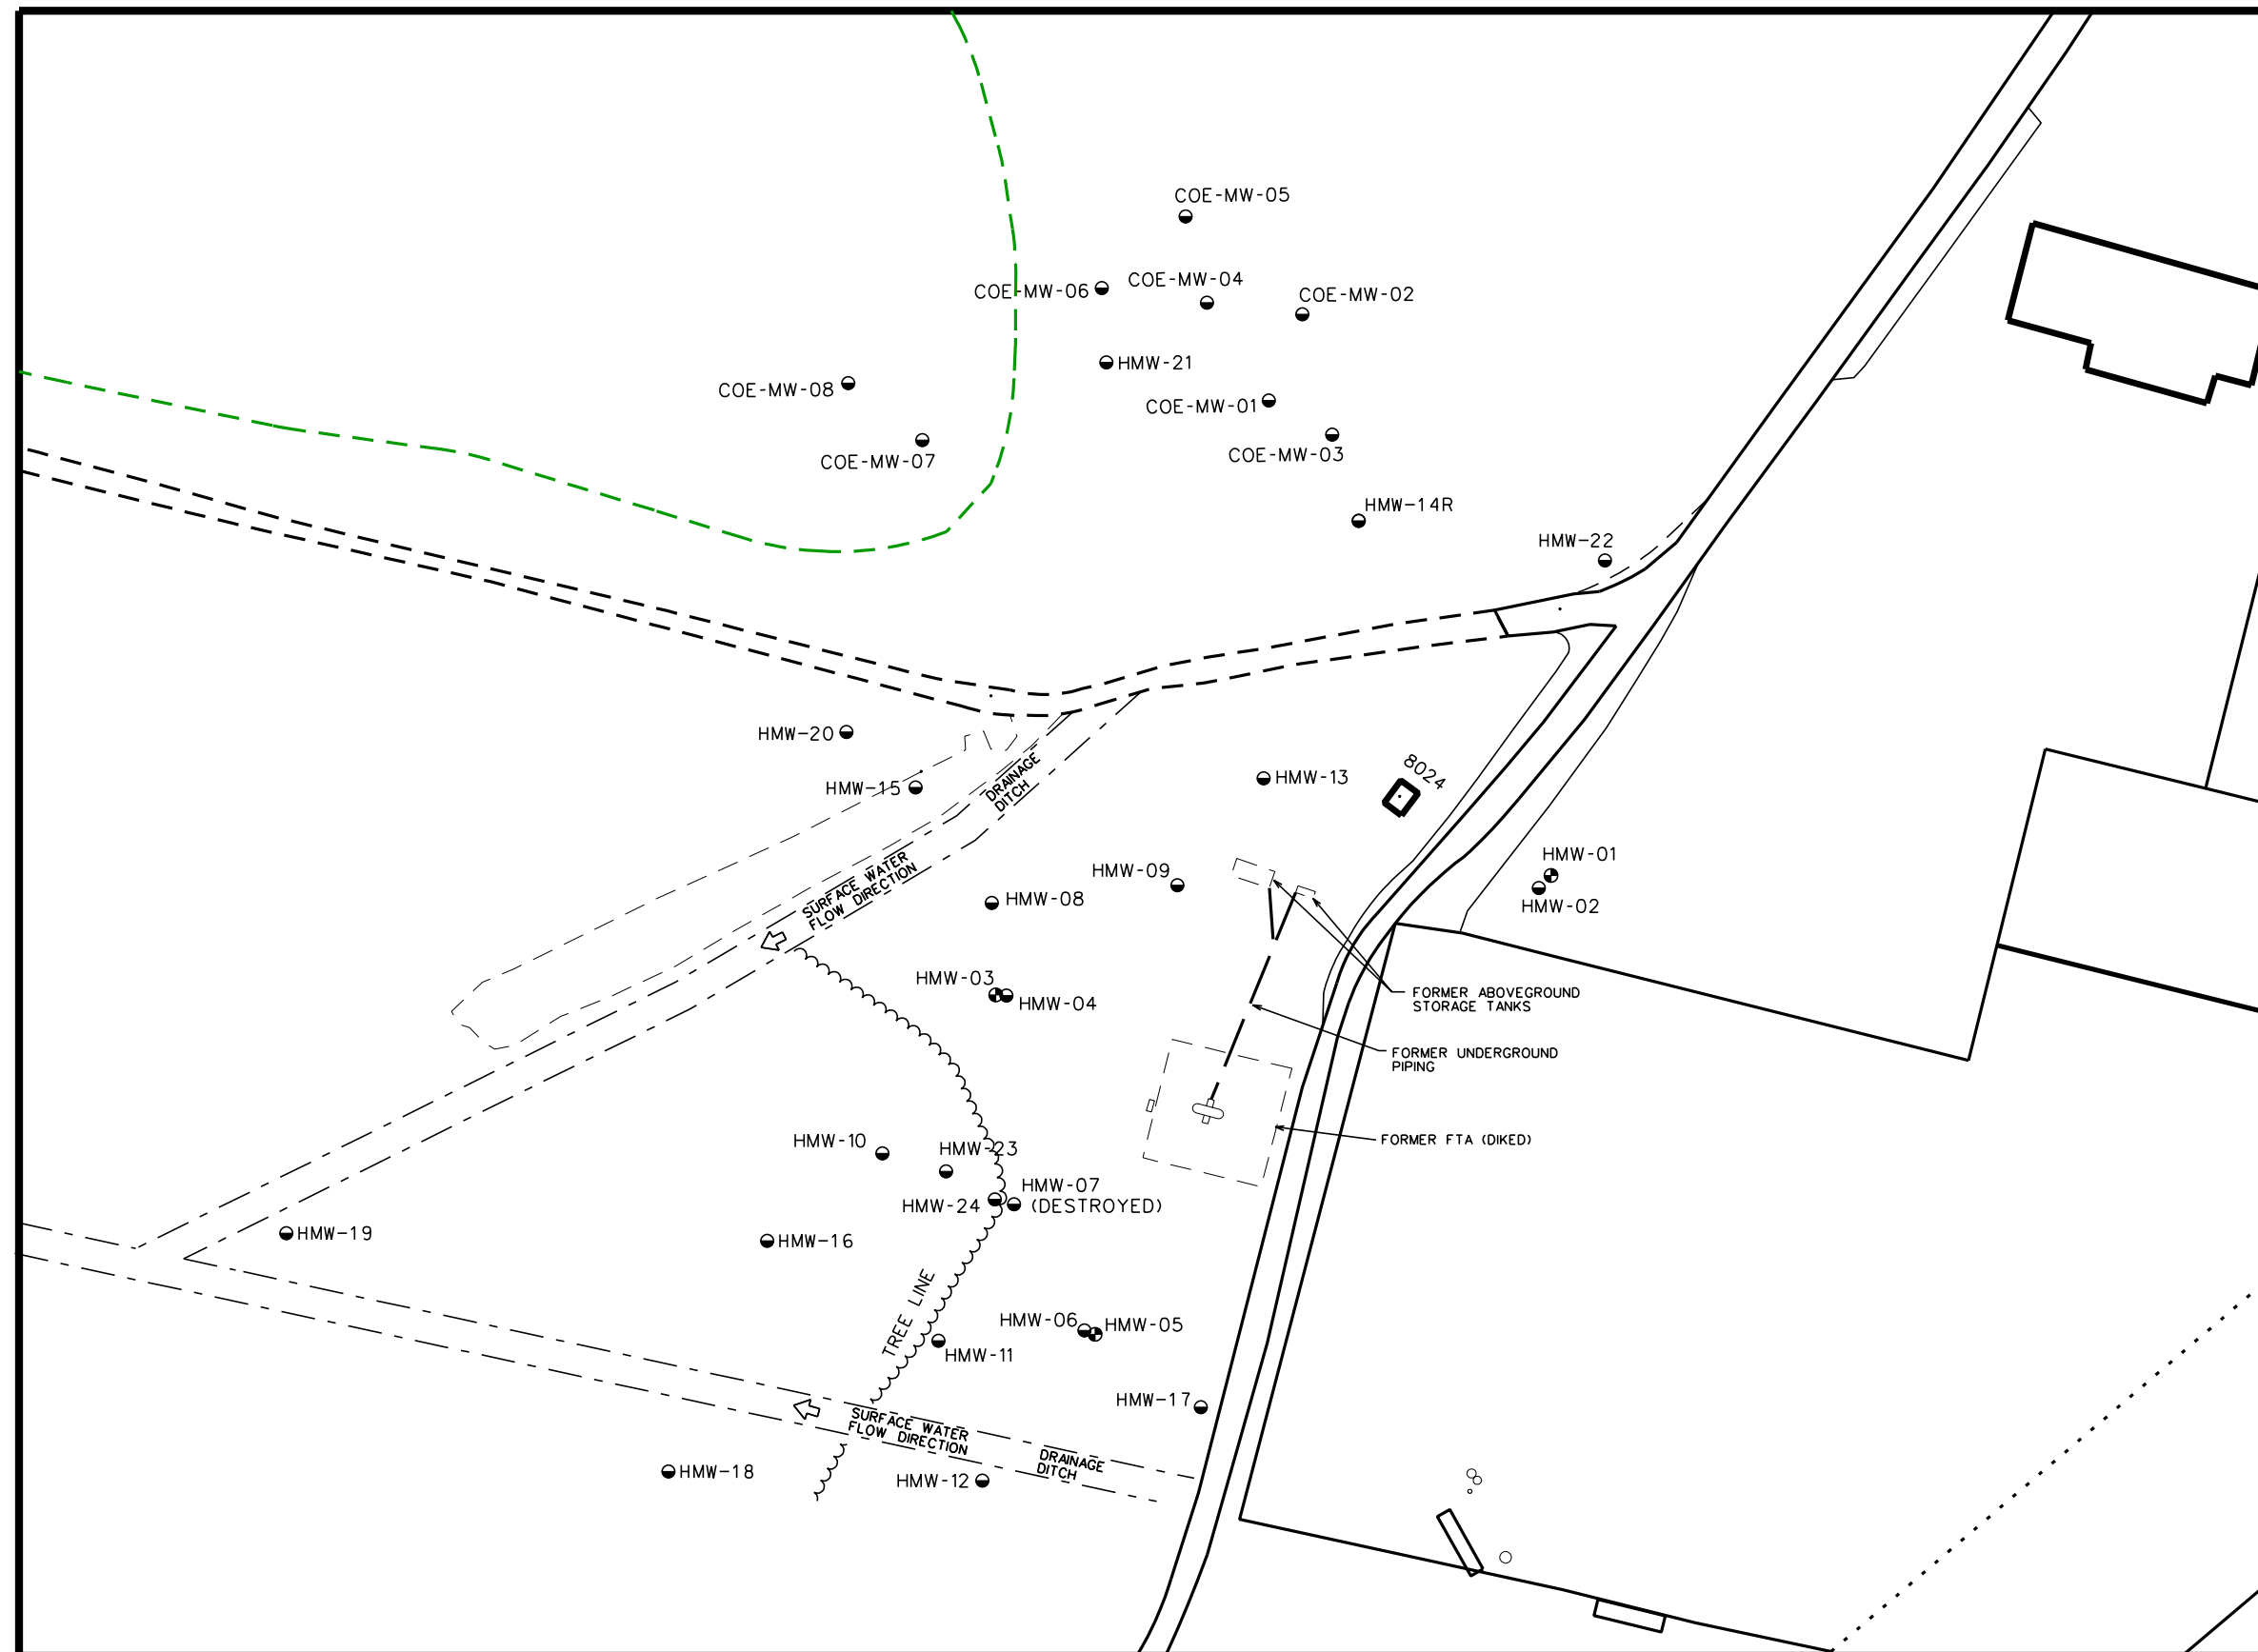 COE-MW-05
COE-MW-04
COE-MW-06
COE-MW-02
HMW-21
COE-MW-08
COE-MW-01
COE-MW-07
COE-MW-03
HMW-14R
HMW-22
HMW-20
HMW-15
DRAINAGE
DITCH
HMW-13
8024
HMW-01
HMW-02
HMW-09
HMW-08
SURFACE WATER
FLOW DIRECTION
HMW-03
HMW-04
FORMER ABOVEGROUND
STORAGE TANKS
FORMER UNDERGROUND
PIPING
FORMER FTA (DIKED)
HMW-10
HMW-23
HMW-07
(DESTROYED)
HMW-24
HMW-19
HMW-16
TREE LINE
HMW-06
HMW-05
HMW-11
HMW-17
SURFACE WATER
FLOW DIRECTION
DRAINAGE
DITCH
HMW-18
HMW-12